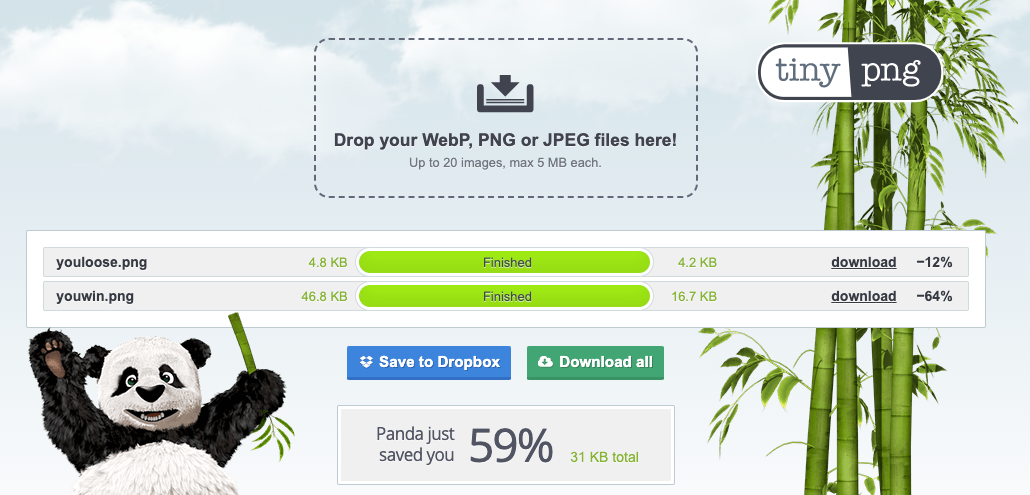 tiny png
Drop your WebP, PNG or JPEG files here!
Up to 20 images, max 5 MB each.
youloose.png 4.8 KB Finished 4.2 KB download −12%
youwin.png 46.8 KB Finished 16.7 KB download −64%
Save to Dropbox Download all
Panda just
saved you 59% 31 KB total